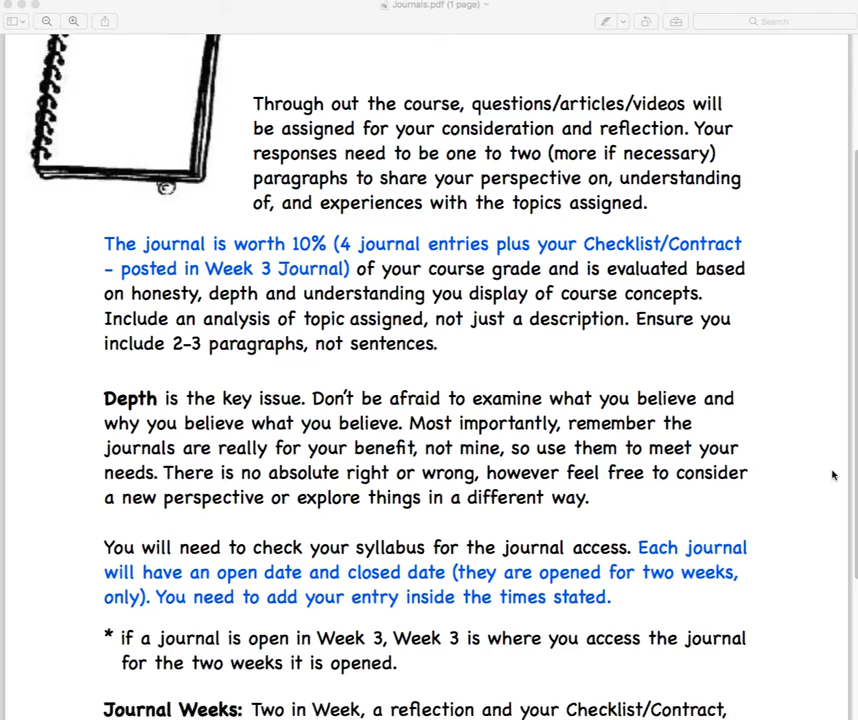 Journals.pdf (1 page)
Search
Through out the course, questions/articles/videos will
be assigned for your consideration and reflection. Your
responses need to be one to two (more if necessary)
paragraphs to share your perspective on, understanding
of, and experiences with the topics assigned.
The journal is worth 10% (4 journal entries plus your Checklist/Contract
- posted in Week 3 Journal) of your course grade and is evaluated based
on honesty, depth and understanding you display of course concepts.
Include an analysis of topic assigned, not just a description. Ensure you
include 2-3 paragraphs, not sentences.
Depth is the key issue. Don't be afraid to examine what you believe and
why you believe what you believe. Most importantly, remember the
journals are really for your benefit, not mine, so use them to meet your
needs. There is no absolute right or wrong, however feel free to consider
a new perspective or explore things in a different way.
You will need to check your syllabus for the journal access. Each journal
will have an open date and closed date (they are opened for two weeks,
only). You need to add your entry inside the times stated.
* if a journal is open in Week 3, Week 3 is where you access the journal
for the two weeks it is opened.
Journal Weeks: Two in Week, a reflection and your Checklist/Contract,